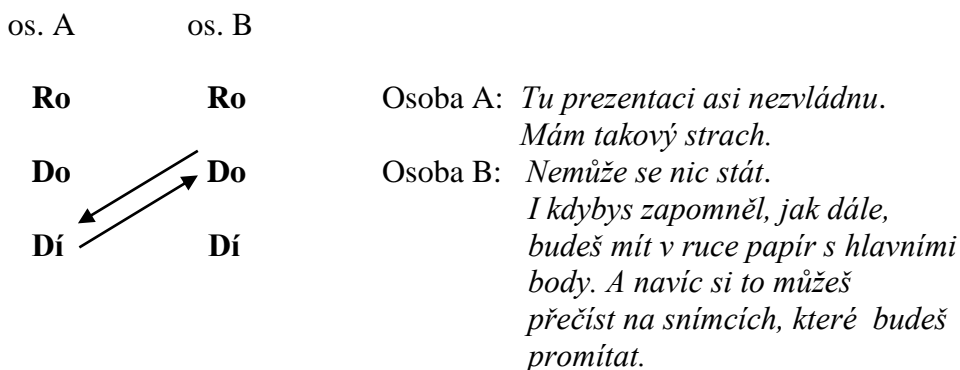 os. A os. B
Ro Ro Osoba A: Tu prezentaci asi nezvládnu.
Mám takový strach.
Do Do Osoba B: Nemůže se nic stát.
I kdybys zapomněl, jak dále,
Dí Dí budeš mít v ruce papír s hlavními
body. A navíc si to můžeš
přečíst na snímcích, které budeš
promítat.